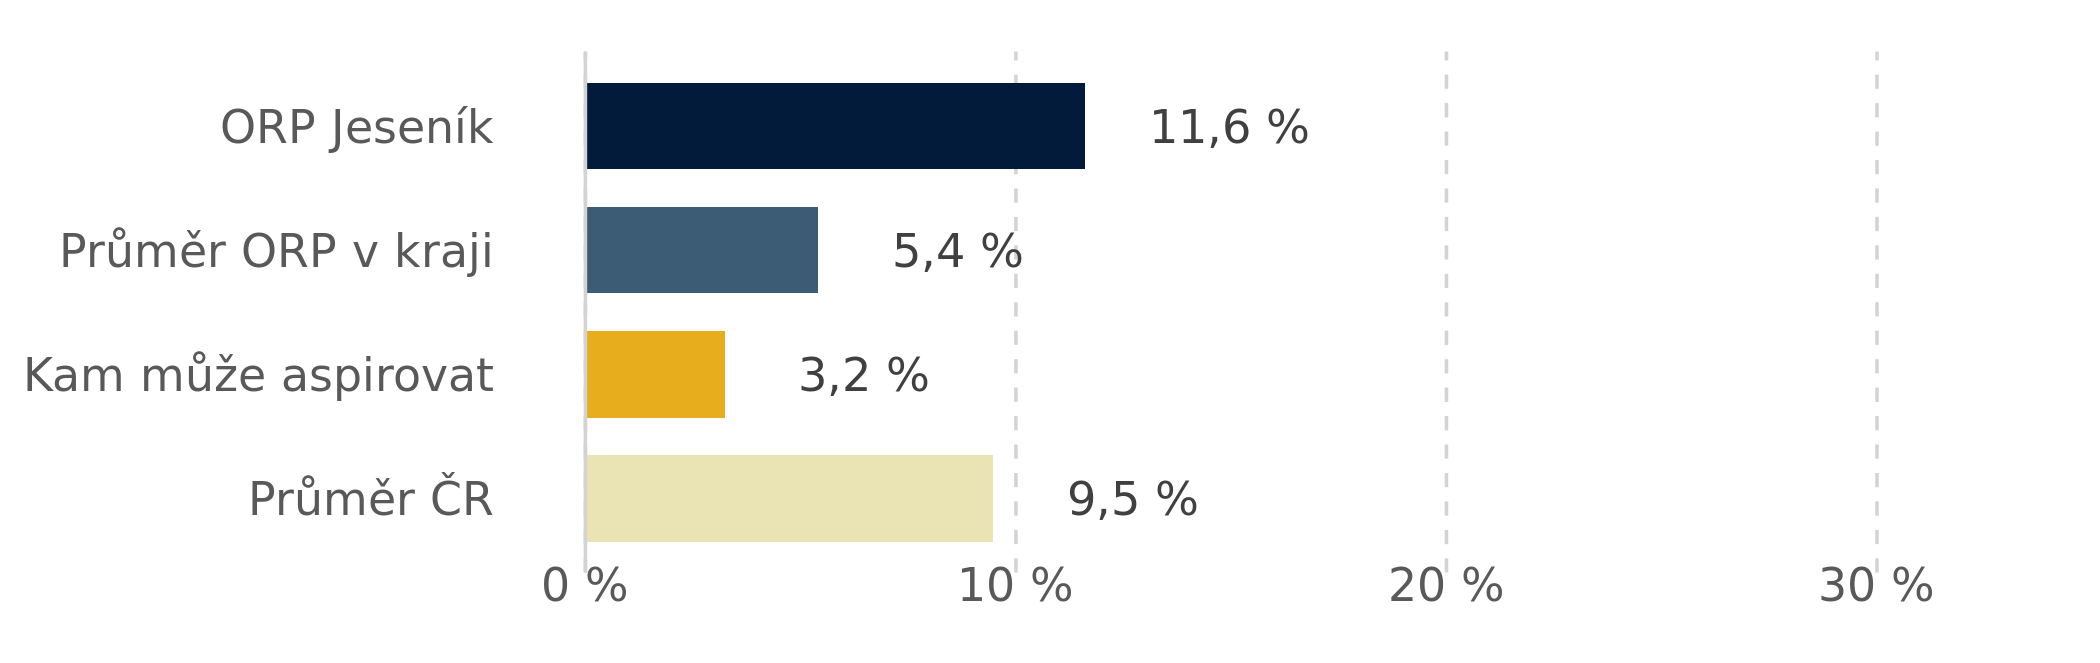 ORP Jeseník
11,6 %
Průměr ORP v kraji
5,4 %
Kam může aspirovat
3,2 %
Průměr ČR
9,5 %
0 %
10 %
20 %
30 %